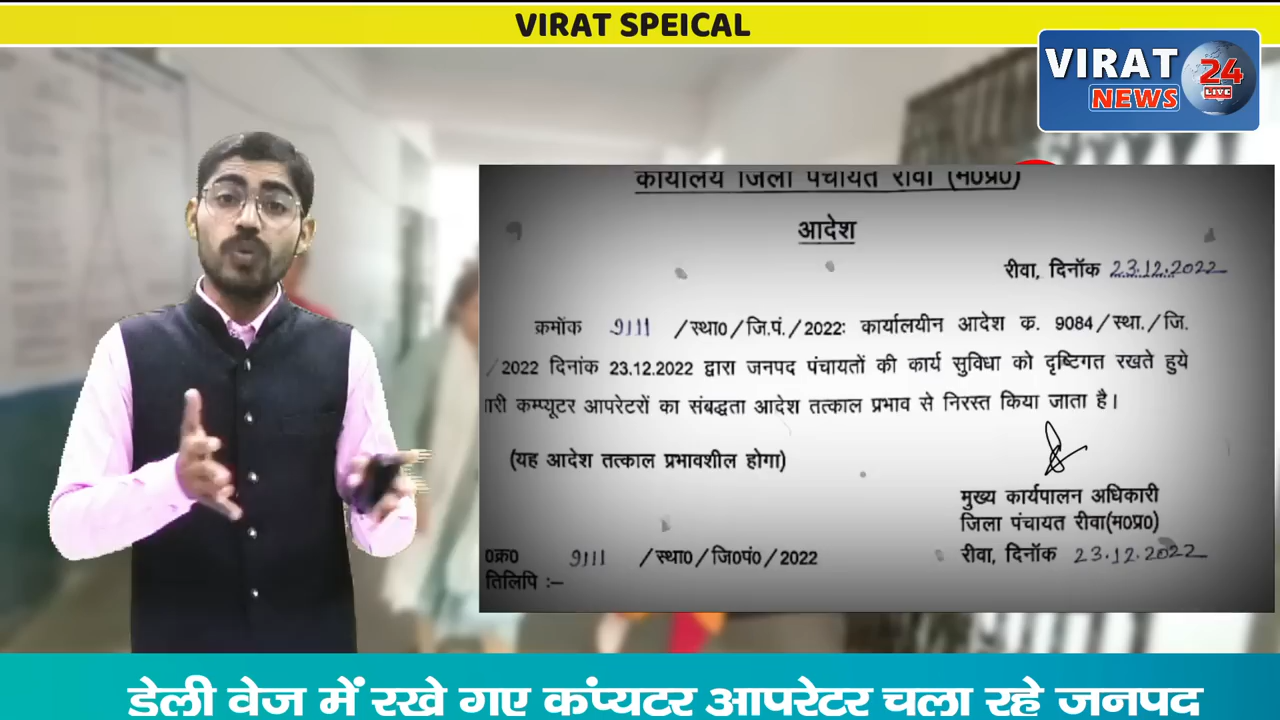 VIRAT SPEICAL
VIRAT
24
NEWS
LIVE
कार्यालय जिला पंचायत रीवा (म0प्र0)
आदेश
रीवा, दिनॉंक 23.12.2022
क्रमॉंक 9111 /स्था0/जि.पं./2022: कार्यालयीन आदेश क. 9084/स्था./जि.
/2022 दिनांक 23.12.2022 द्वारा जनपद पंचायतों की कार्य सुविधा को दृष्टिगत रखते हुये
ारी कम्प्यूटर आपरेटरों का संबद्धता आदेश तत्काल प्रभाव से निरस्त किया जाता है।
(यह आदेश तत्काल प्रभावशील होगा)
मुख्य कार्यपालन अधिकारी
जिला पंचायत रीवा(म0प्र0)
0क्र0 9111 /स्था0/जि0पं0/2022
रीवा, दिनॉंक 23.12.2022
तिलिपि :–
डेली वेज में रखे गए कंप्यूटर आपरेटर चला रहे जनपद